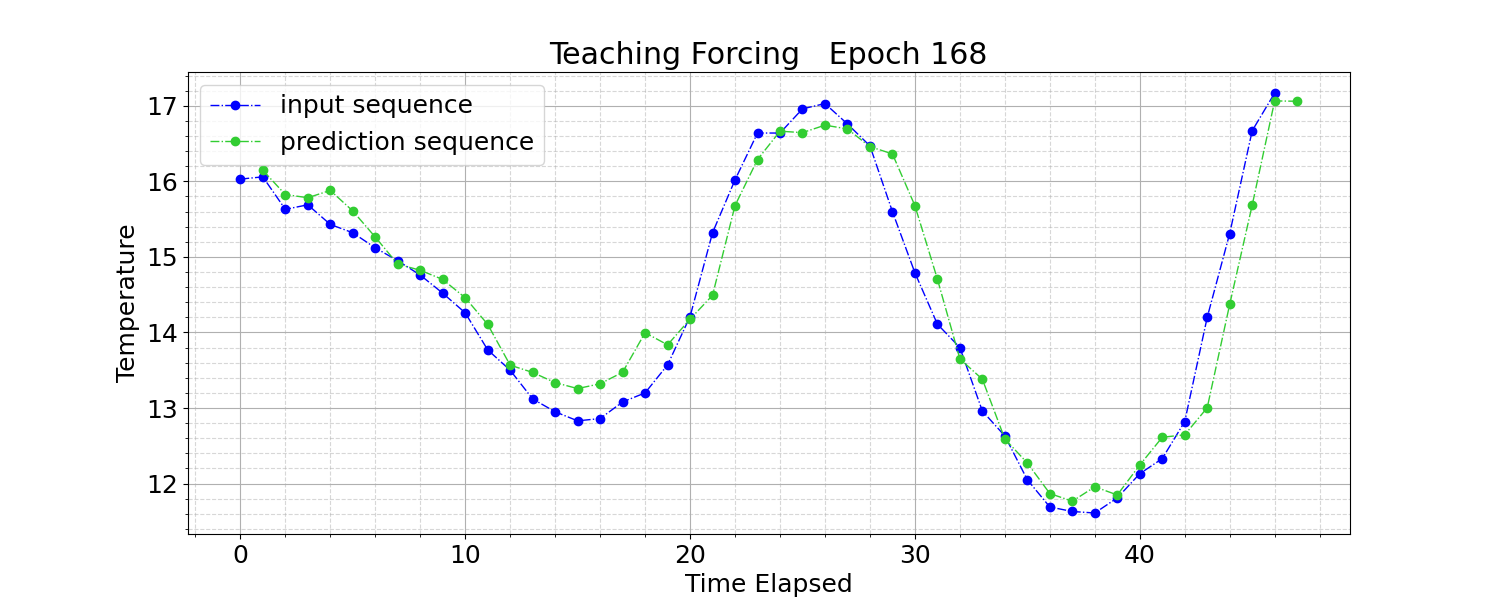 Teaching Forcing   Epoch 168
input sequence
prediction sequence
Temperature
17
16
15
14
13
12
0 10 20 30 40
Time Elapsed